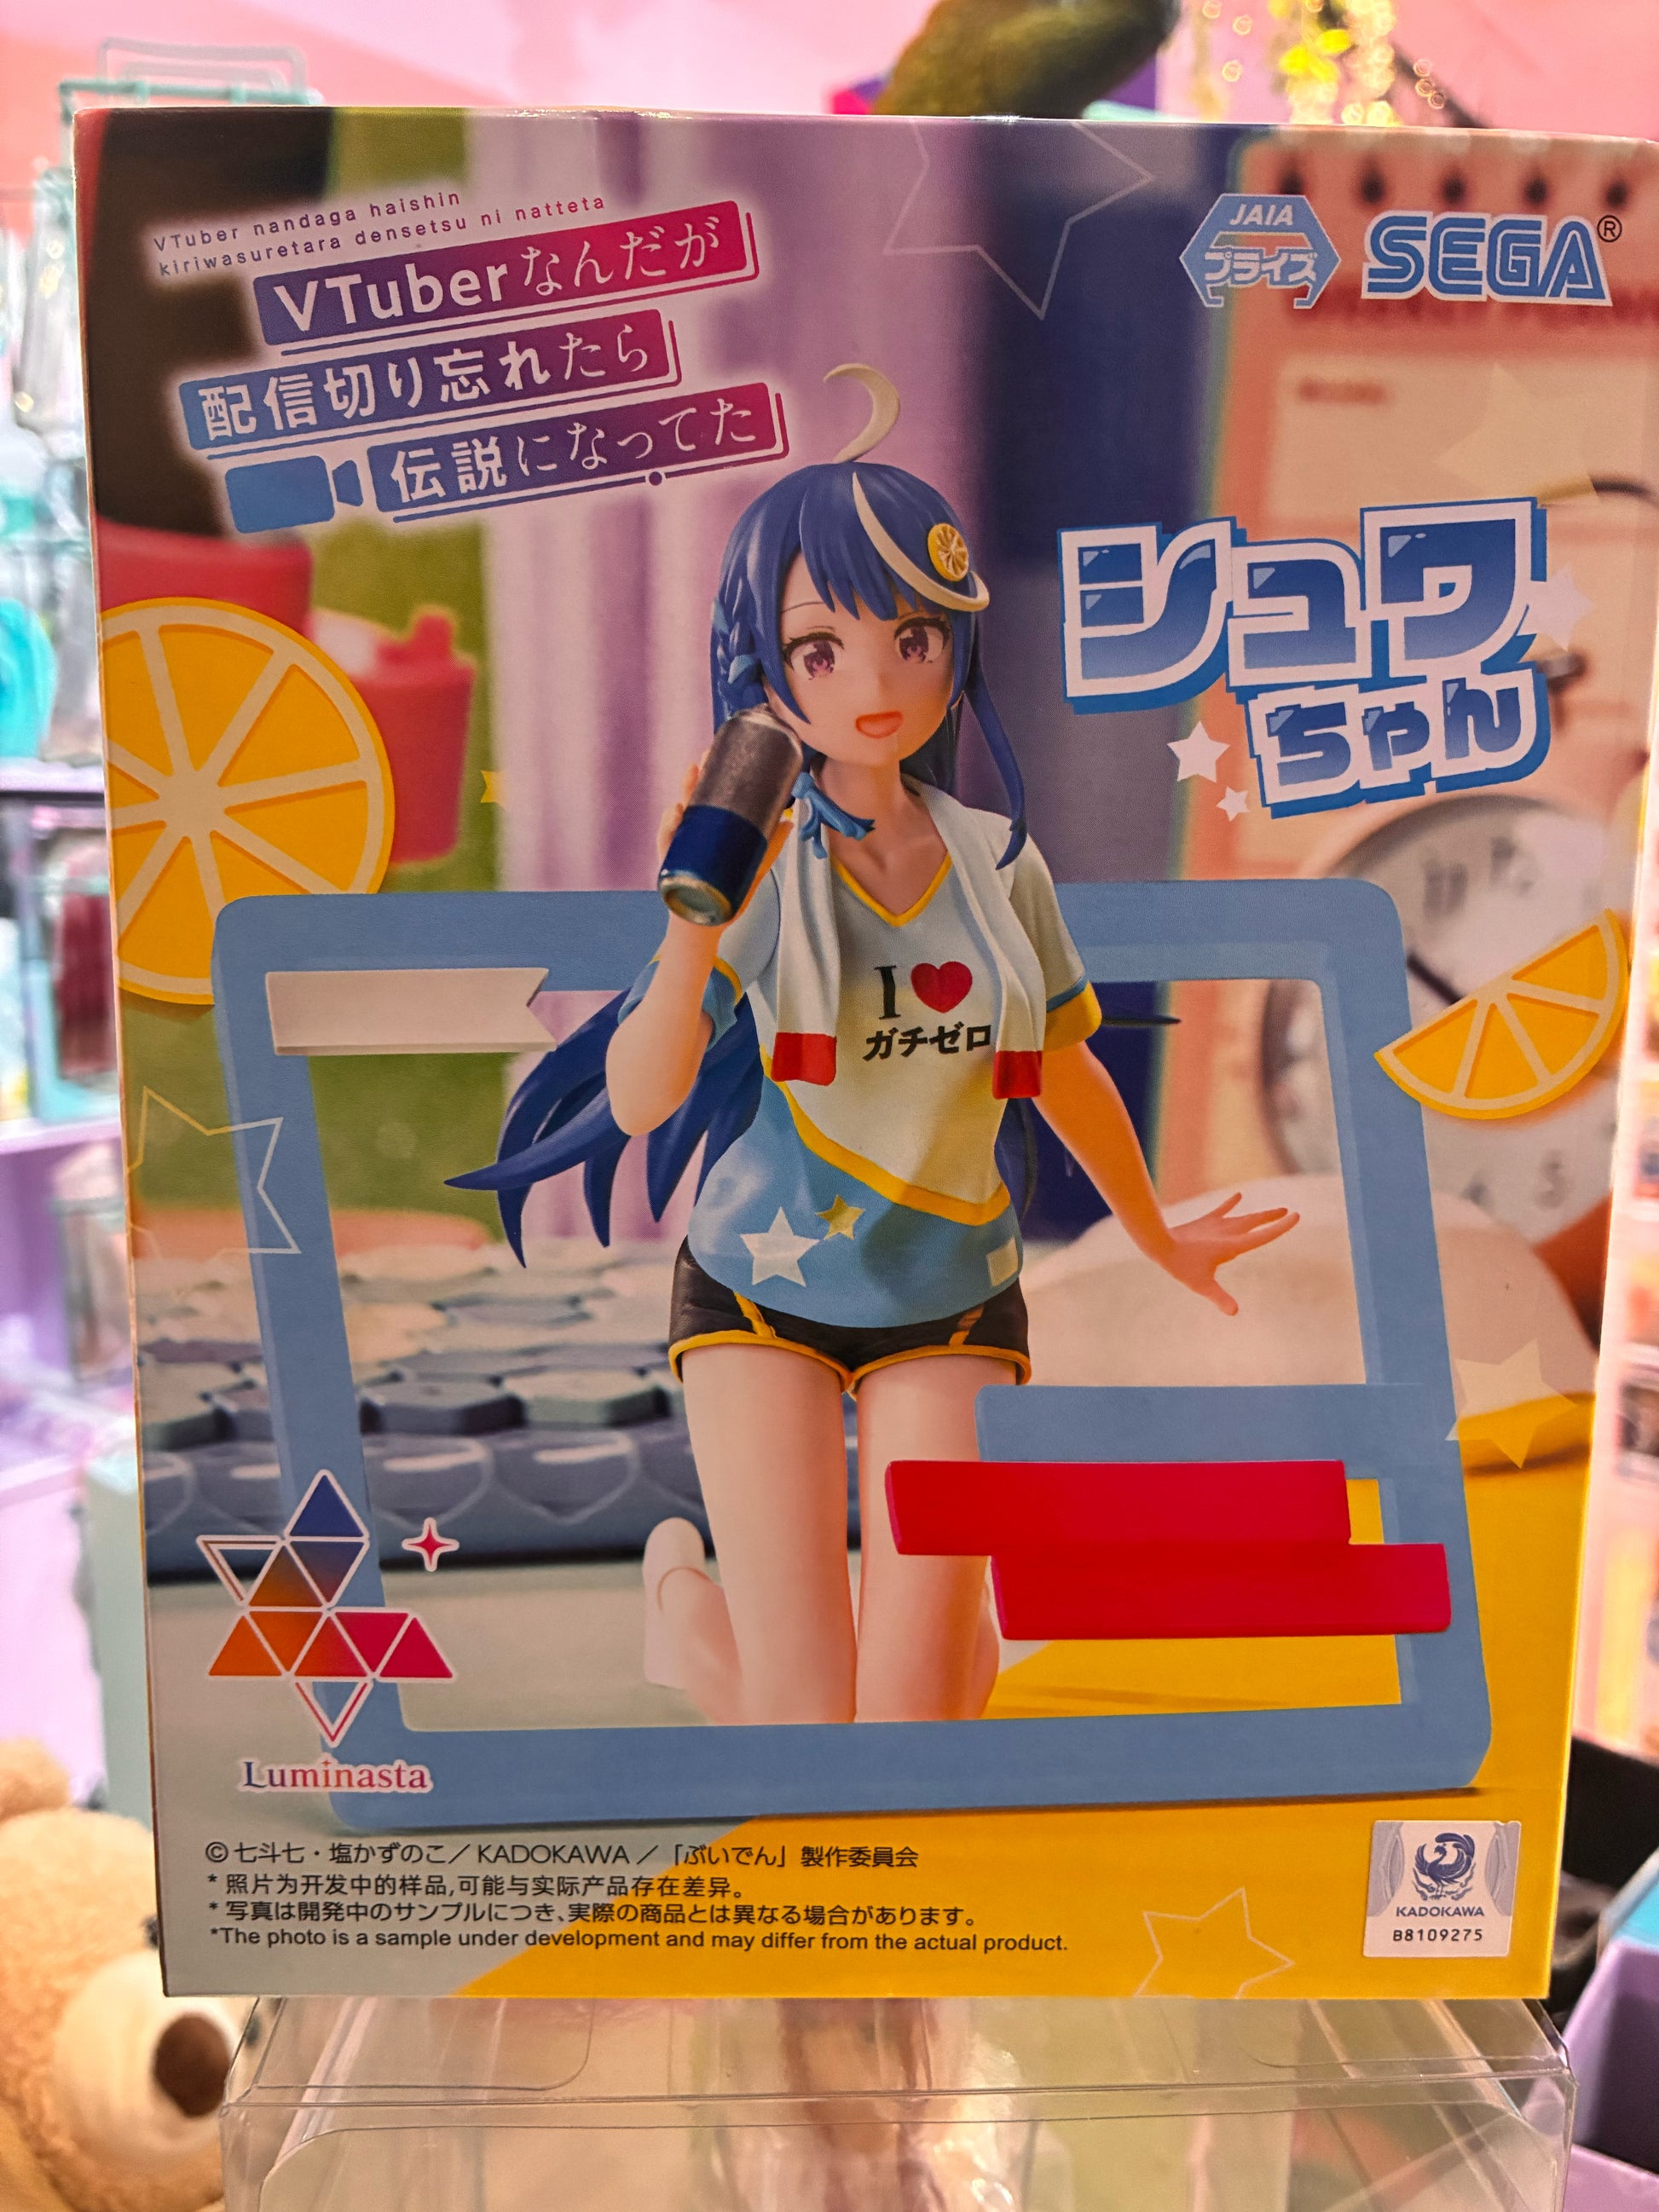 VTuber nandaga haishin
kiriwasuretara densetsu ni natteta
VTuberなんだが
配信切り忘れたら
伝説になってた
JAIA
プライズ
SEGA®
シュワ
ちゃん
I ❤
ガチゼロ
Luminasta
© 七斗七・塩かずのこ／KADOKAWA／「ぶいでん」製作委員会
* 照片为开发中的样品,可能与实际产品存在差异。
* 写真は開発中のサンプルにつき、実際の商品とは異なる場合があります。
*The photo is a sample under development and may differ from the actual product.
KADOKAWA
B8109275